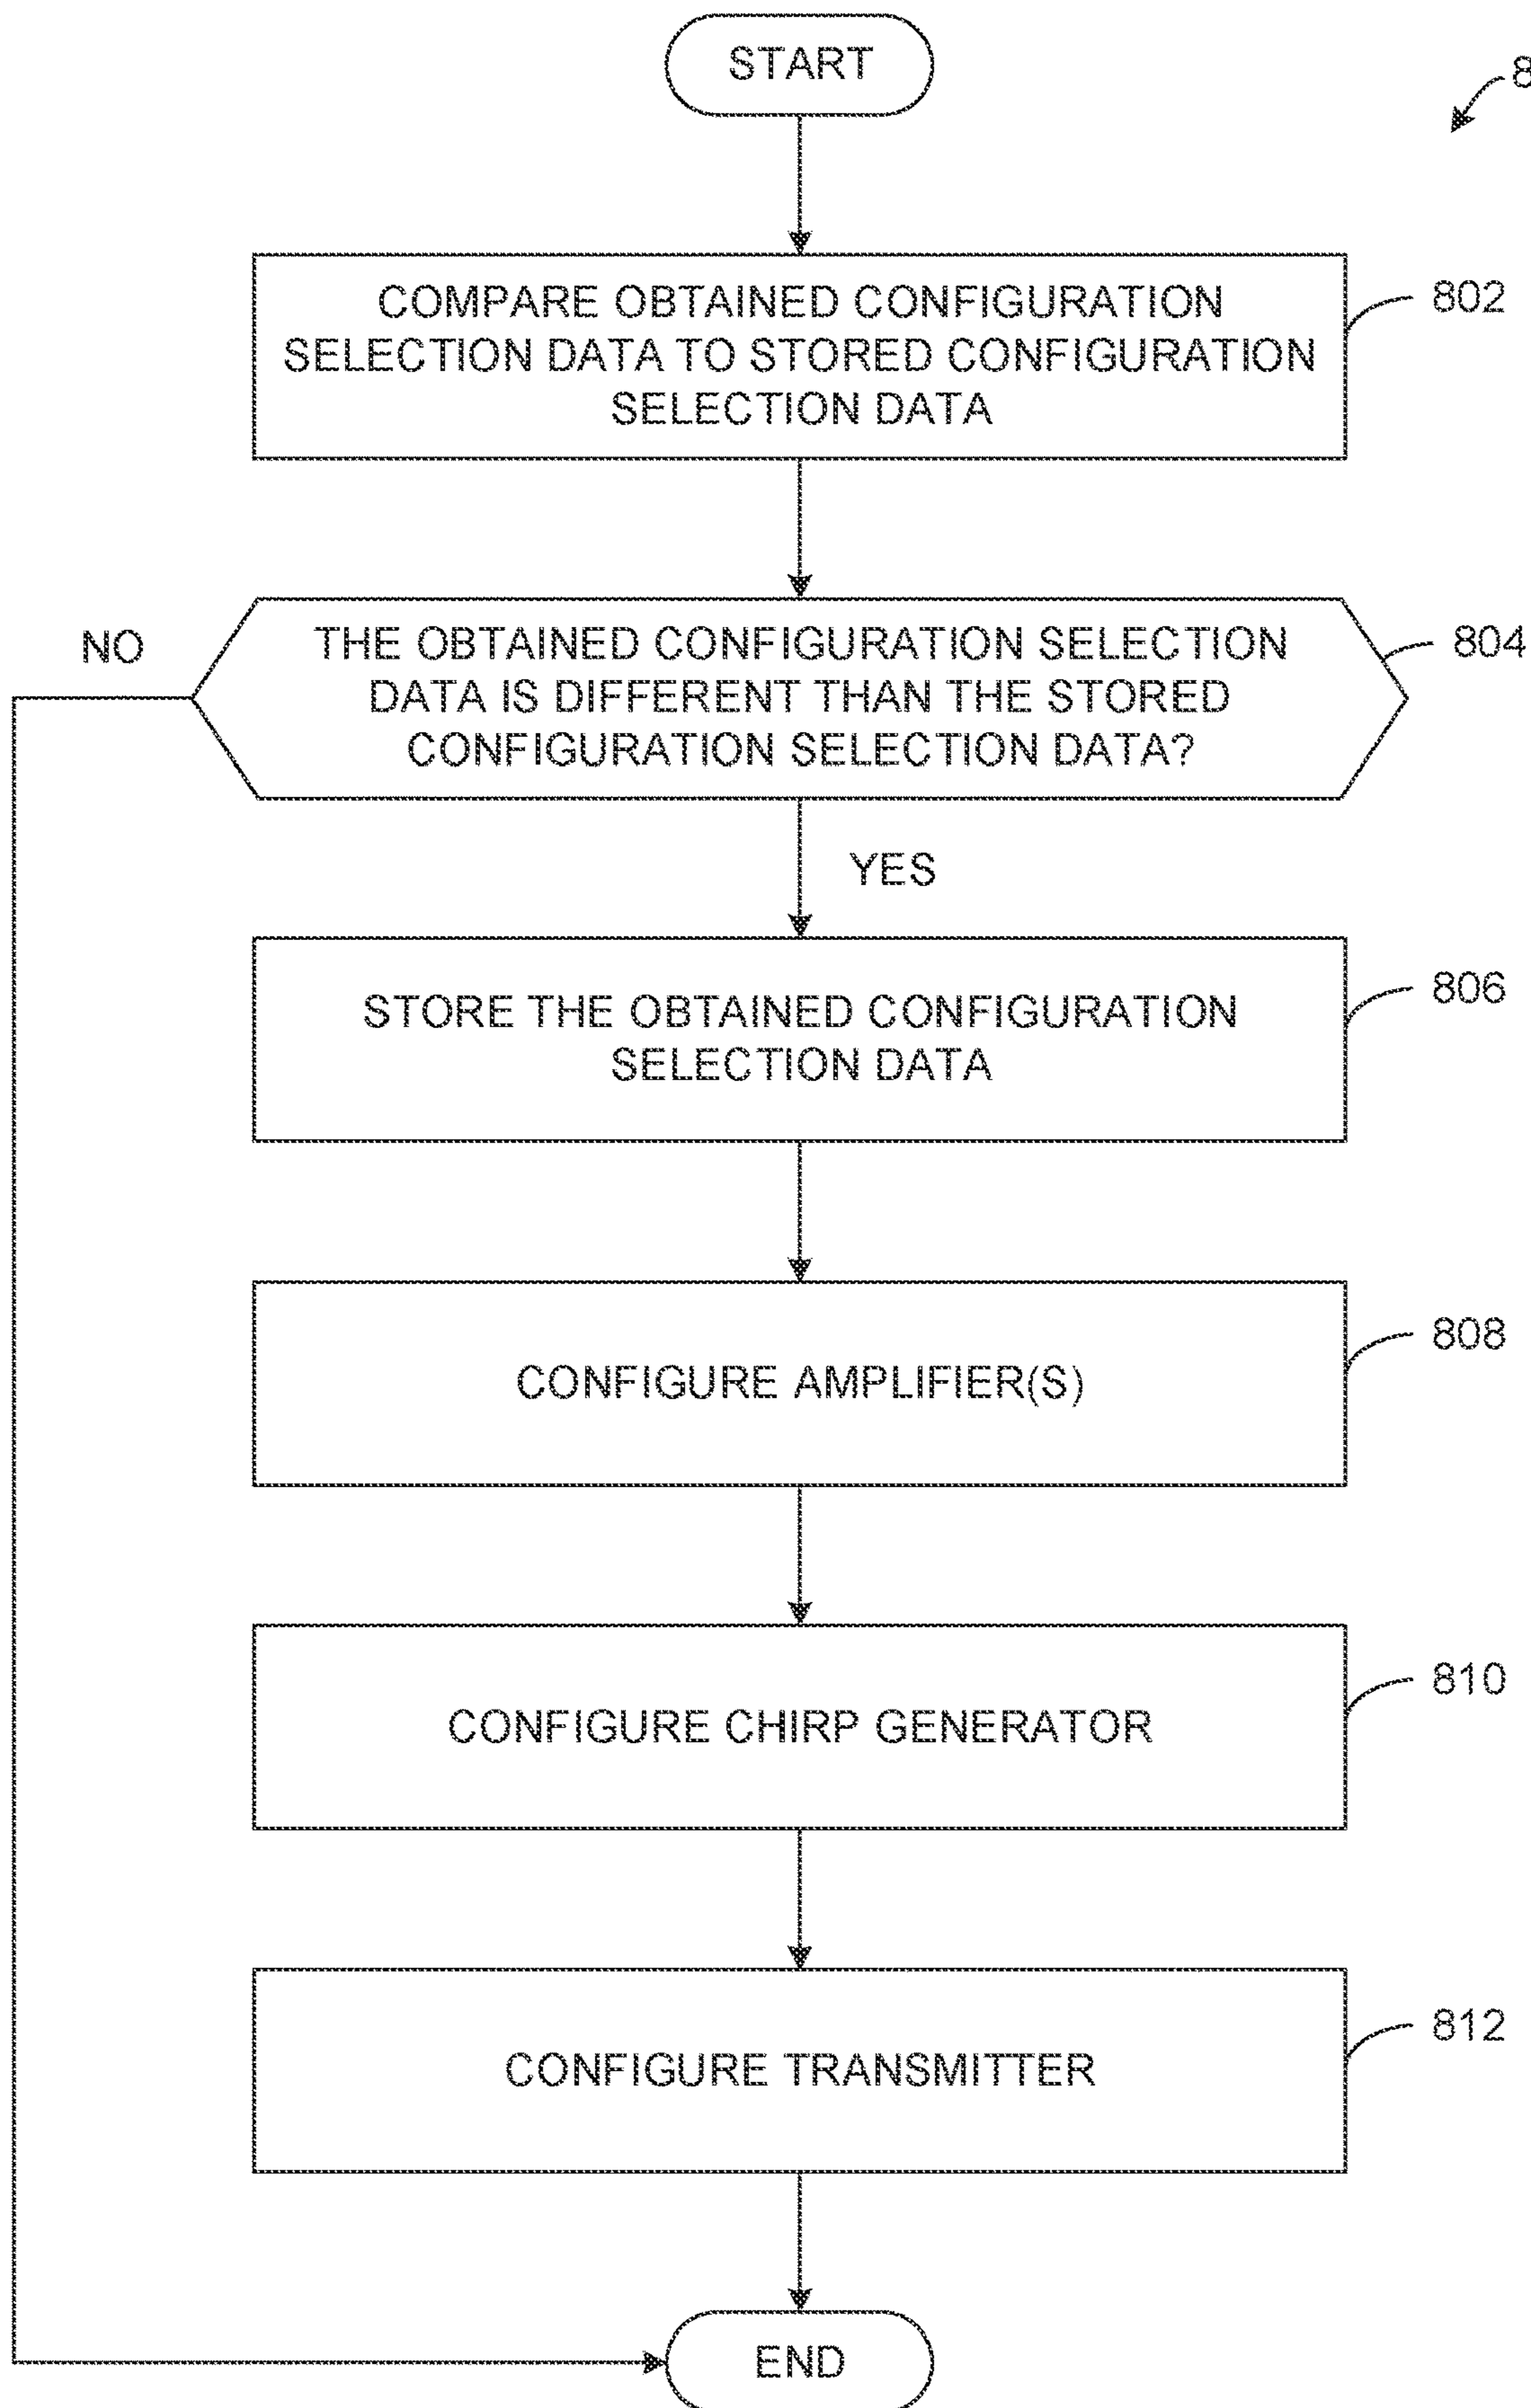 START
COMPARE OBTAINED CONFIGURATION
SELECTION DATA TO STORED CONFIGURATION
SELECTION DATA
802
NO
THE OBTAINED CONFIGURATION SELECTION
DATA IS DIFFERENT THAN THE STORED
CONFIGURATION SELECTION DATA?
804
YES
STORE THE OBTAINED CONFIGURATION
SELECTION DATA
806
CONFIGURE AMPLIFIER(S)
808
CONFIGURE CHIRP GENERATOR
810
CONFIGURE TRANSMITTER
812
END